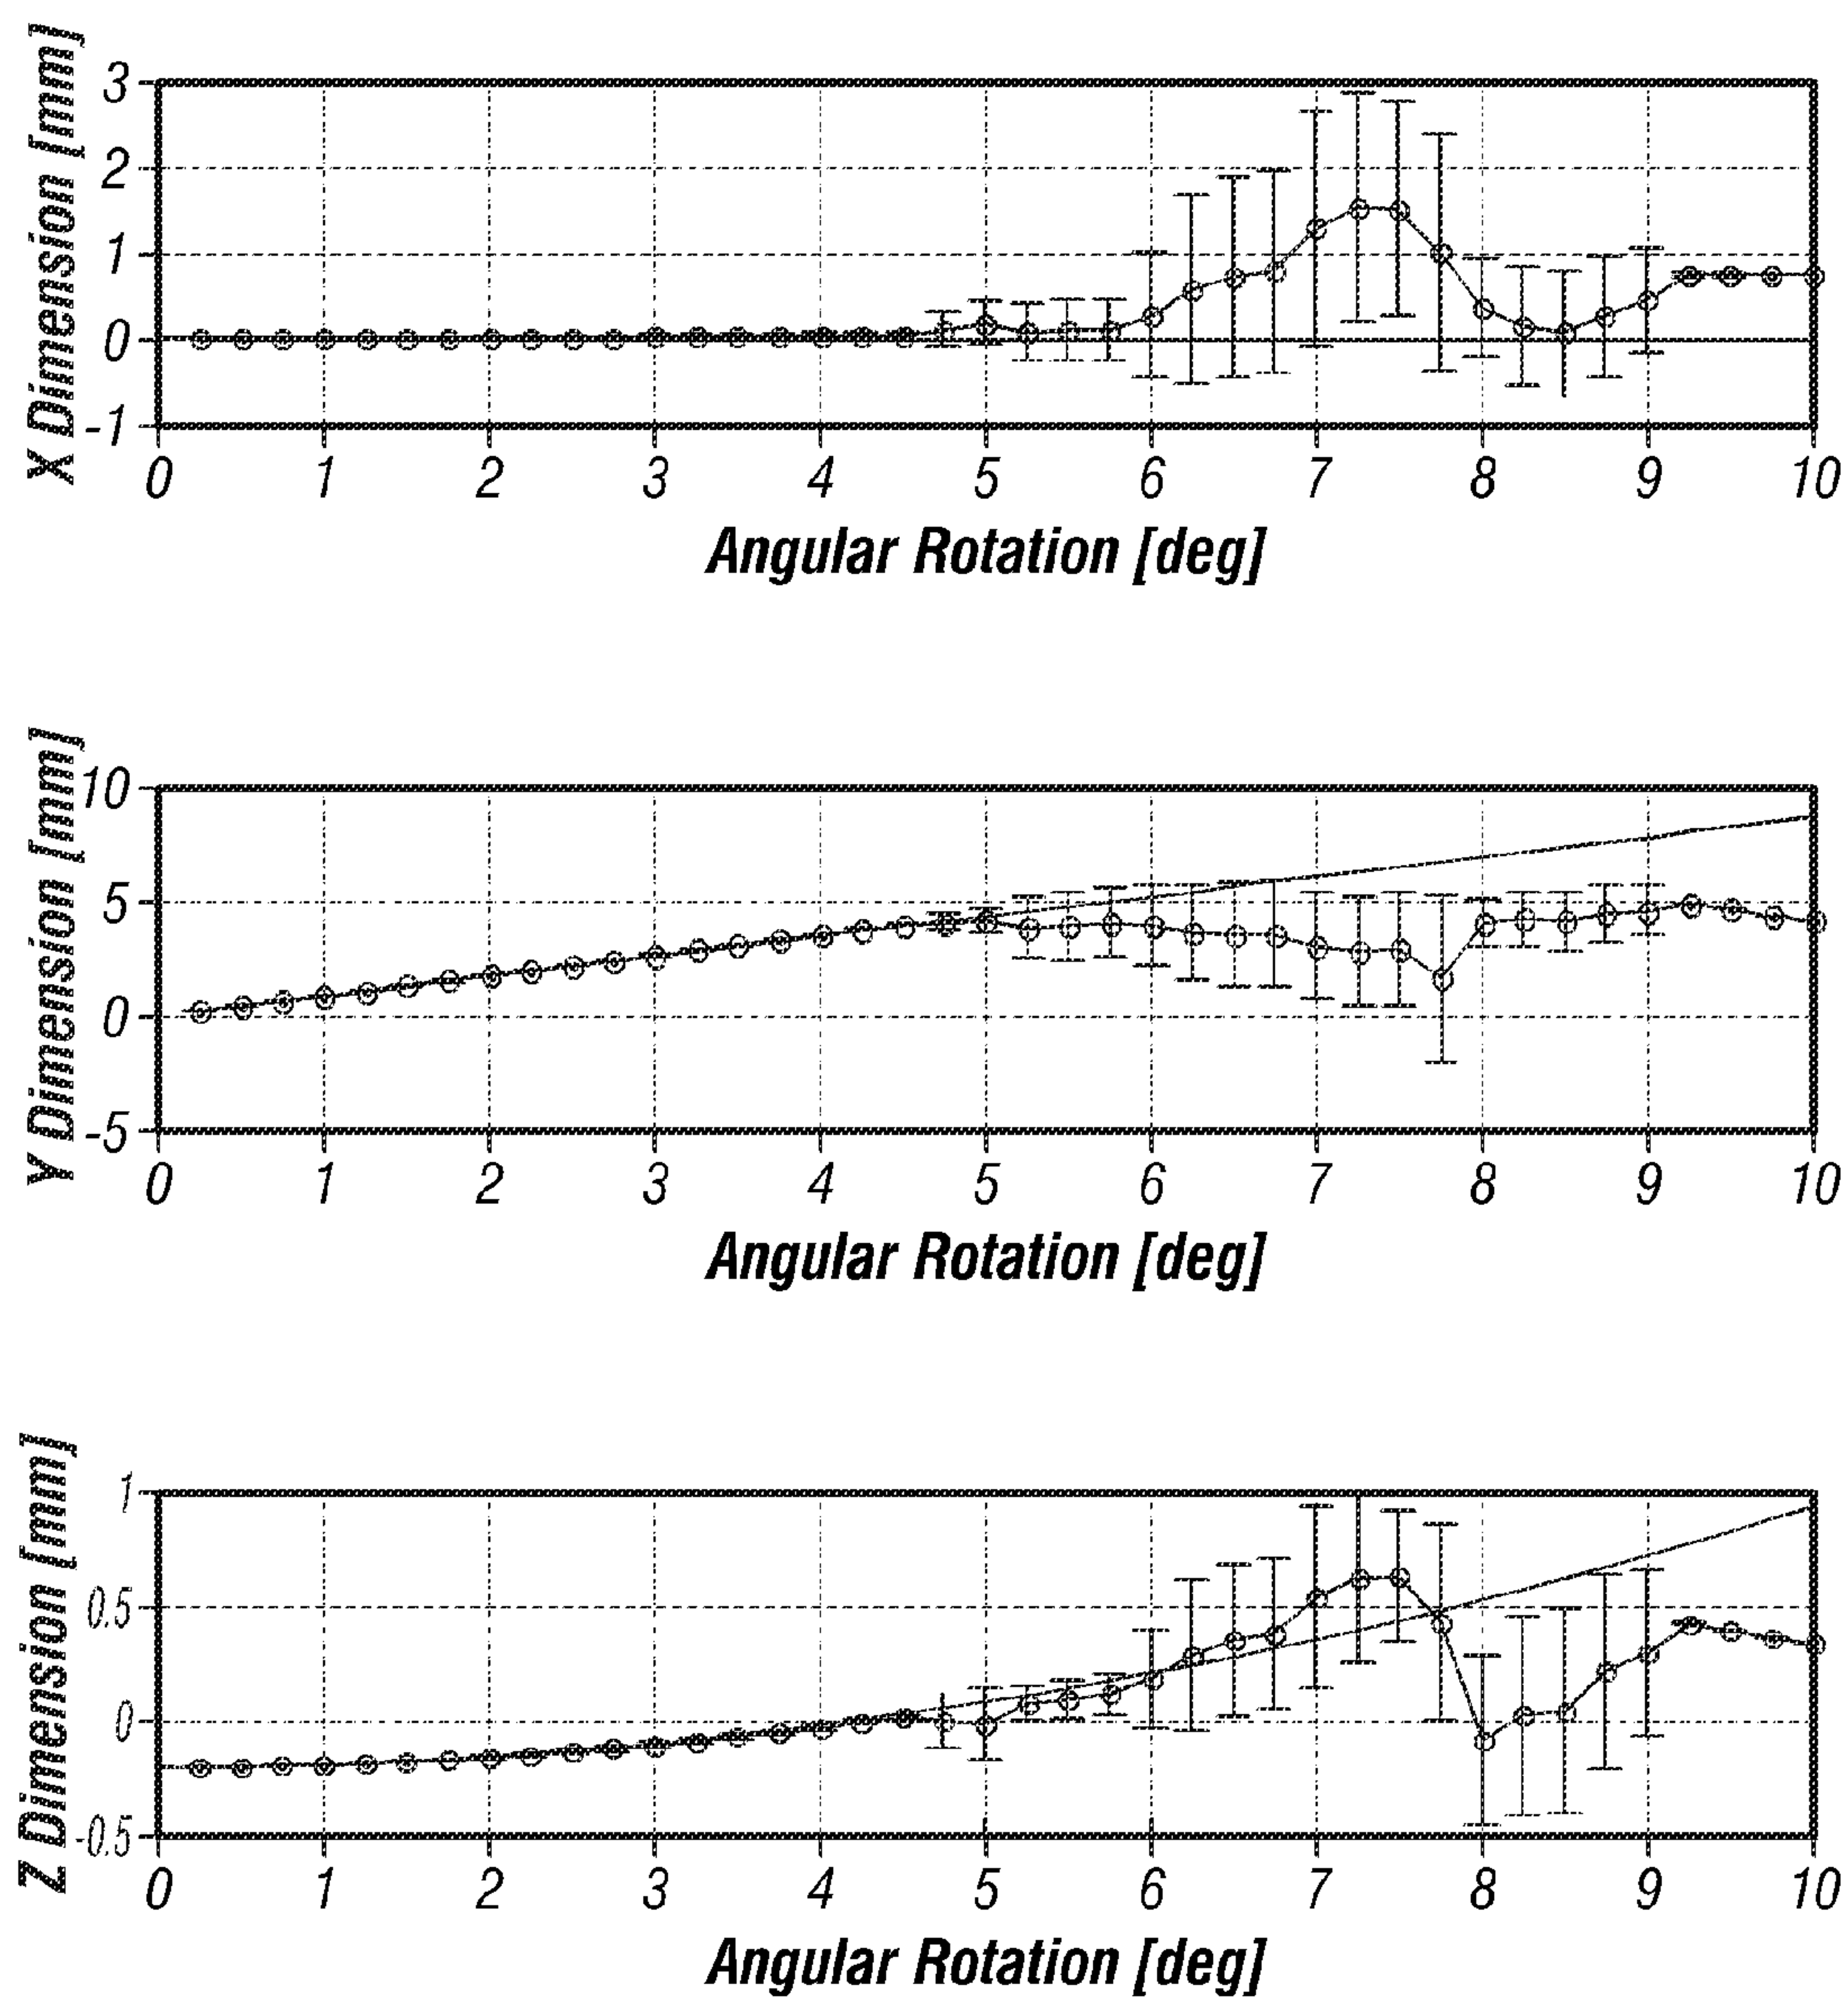 X Dimension [mm]
3
2
1
0
-1
0 1 2 3 4 5 6 7 8 9 10
Angular Rotation [deg]
Y Dimension [mm]
10
5
0
-5
0 1 2 3 4 5 6 7 8 9 10
Angular Rotation [deg]
Z Dimension [mm]
1
0.5
0
-0.5
0 1 2 3 4 5 6 7 8 9 10
Angular Rotation [deg]